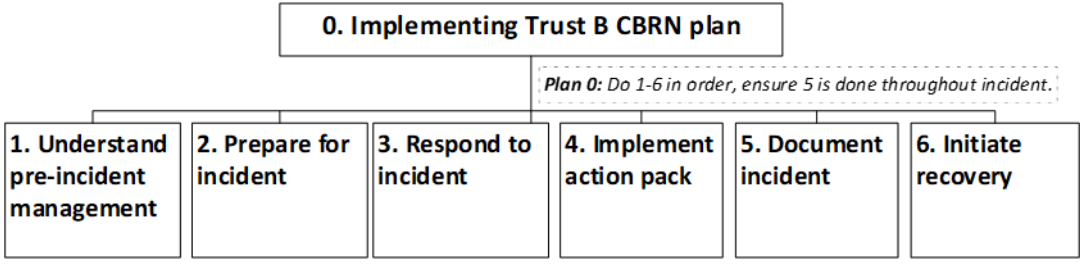 0. Implementing Trust B CBRN plan
Plan 0: Do 1-6 in order, ensure 5 is done throughout incident.
1. Understand
pre-incident
management
2. Prepare for
incident
3. Respond to
incident
4. Implement
action pack
5. Document
incident
6. Initiate
recovery